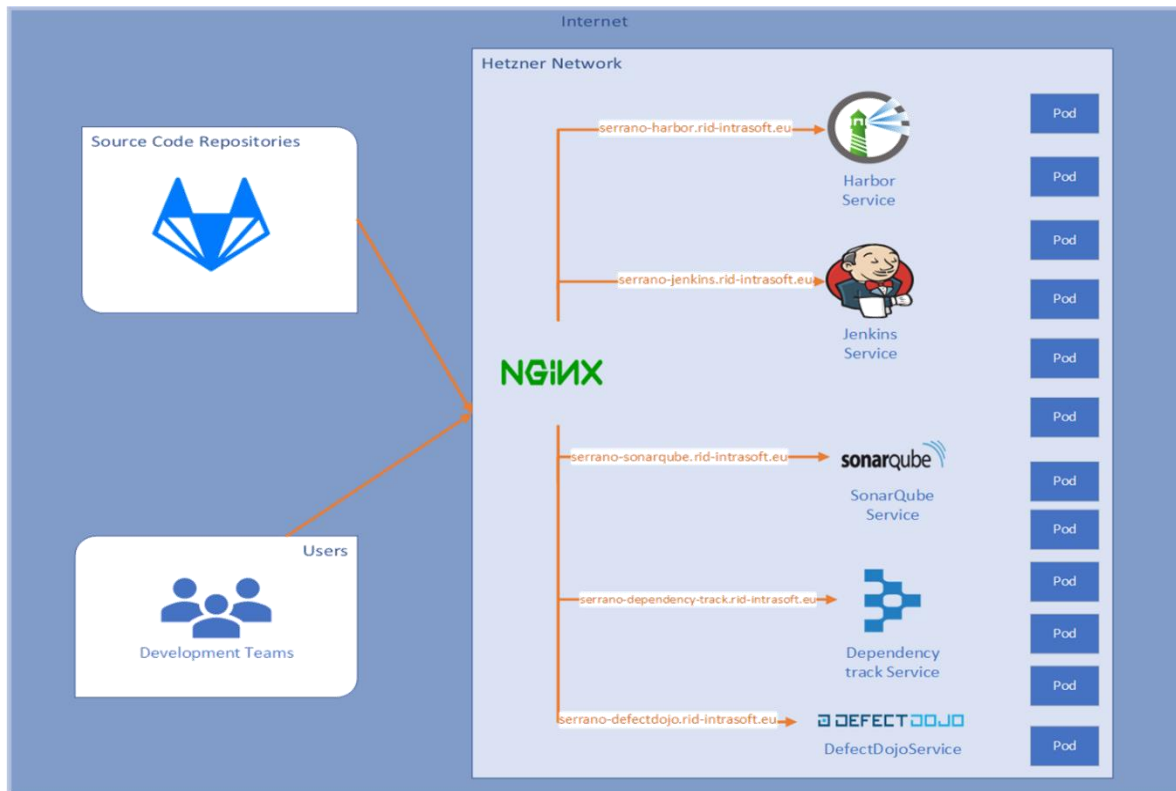 Internet
Hetzner Network
Source Code Repositories
serrano-harbor.rid-intrasoft.eu
Harbor
Service
serrano-jenkins.rid-intrasoft.eu
Jenkins
Service
NGiNX
serrano-sonarqube.rid-intrasoft.eu
sonarqube
SonarQube
Service
Users
Development Teams
serrano-dependency-track.rid-intrasoft.eu
Dependency
track Service
serrano-defectdojo.rid-intrasoft.eu
DEFECTDOJO
DefectDojoService
Pod
Pod
Pod
Pod
Pod
Pod
Pod
Pod
Pod
Pod
Pod
Pod